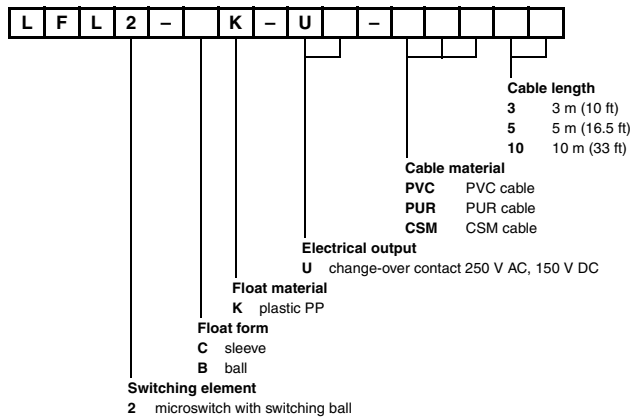 L F L 2 – K – U –
Cable length
3 3 m (10 ft)
5 5 m (16.5 ft)
10 10 m (33 ft)
Cable material
PVC PVC cable
PUR PUR cable
CSM CSM cable
Electrical output
U change-over contact 250 V AC, 150 V DC
Float material
K plastic PP
Float form
C sleeve
B ball
Switching element
2 microswitch with switching ball